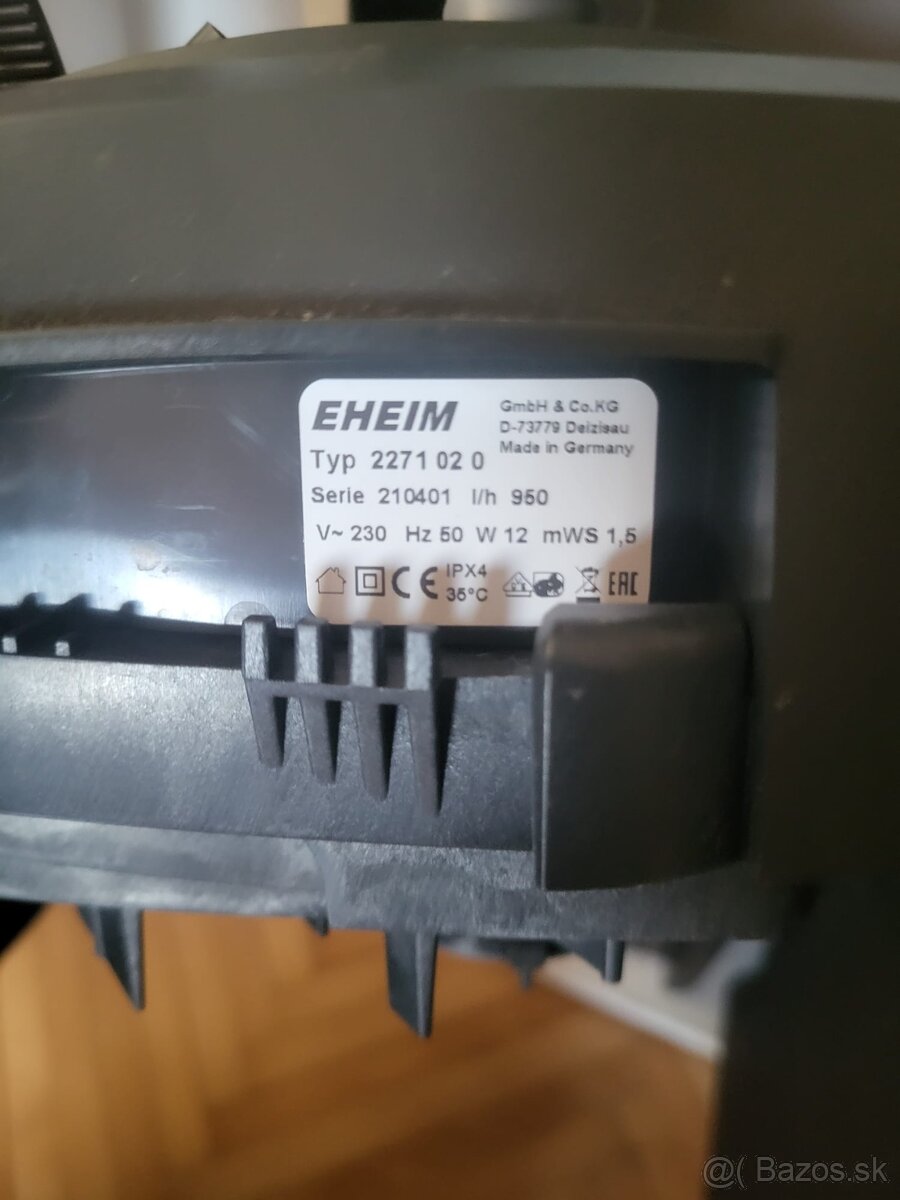 EHEIM
GmbH & Co.KG
D-73779 Deizisau
Made in Germany
Typ 2271 02 0
Serie 210401 l/h 950
V~ 230 Hz 50 W 12 mWS 1,5
CE IPX4
35°C
EAC
@( Bazos.sk